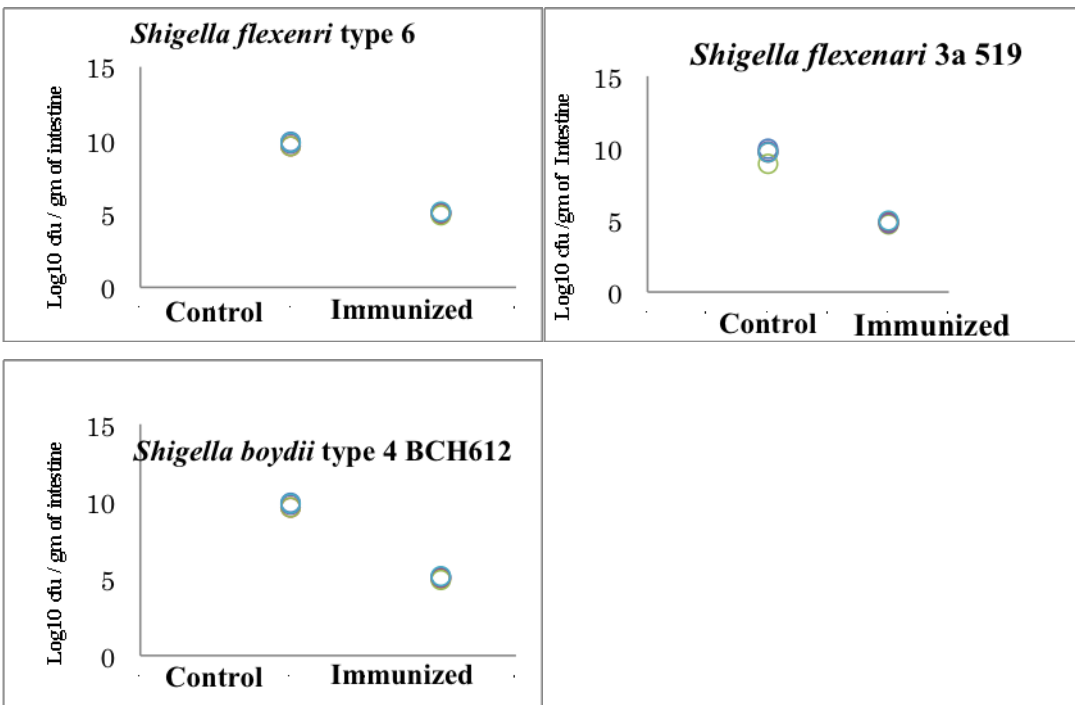 Shigella flexenri type 6
Log10 cfu / gm of intestine
15
10
5
0
Control Immunized
Shigella flexenari 3a 519
Log10 cfu /gm of Intestine
15
10
5
0
Control Immunized
Shigella boydii type 4 BCH612
Log10 cfu / gm of intestine
15
10
5
0
Control Immunized